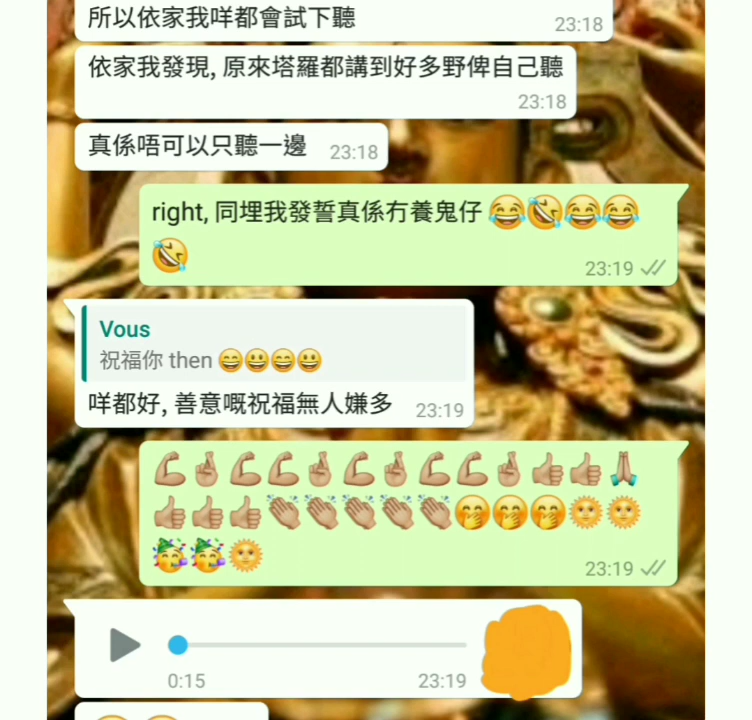 所以依家我咩都會試下聽
23:18
依家我發現, 原來塔羅都講到好多野俾自己聽
23:18
真係唔可以只聽一邊 23:18
right, 同埋我發誓真係冇養鬼仔 😂🤣😂😂
🤣
23:19
Vous
祝福你 then 😄😃😄😃
咩都好, 善意嘅祝福無人嫌多 23:19
💪🏼🤞🏼💪🏼💪🏼🤞🏼💪🏼🤞🏼💪🏼💪🏼🤞🏼👍🏼👍🏼🙏🏼
👍🏼👍🏼👍🏼👏🏼👏🏼👏🏼👏🏼👏🏼🤭🤭🤭🌞🌞
🥳🥳🌞
23:19
0:15 23:19